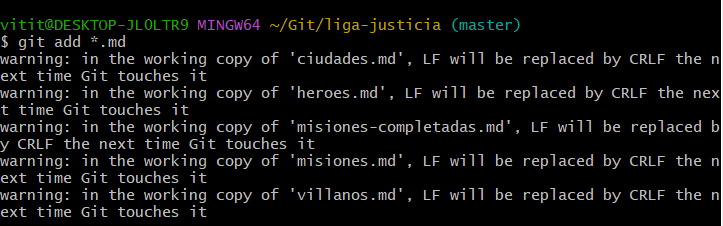 vitit@DESKTOP-JL0LTR9 MINGW64 ~/Git/liga-justicia (master)
$ git add *.md
warning: in the working copy of 'ciudades.md', LF will be replaced by CRLF the n
ext time Git touches it
warning: in the working copy of 'heroes.md', LF will be replaced by CRLF the nex
t time Git touches it
warning: in the working copy of 'misiones-completadas.md', LF will be replaced b
y CRLF the next time Git touches it
warning: in the working copy of 'misiones.md', LF will be replaced by CRLF the n
ext time Git touches it
warning: in the working copy of 'villanos.md', LF will be replaced by CRLF the n
ext time Git touches it